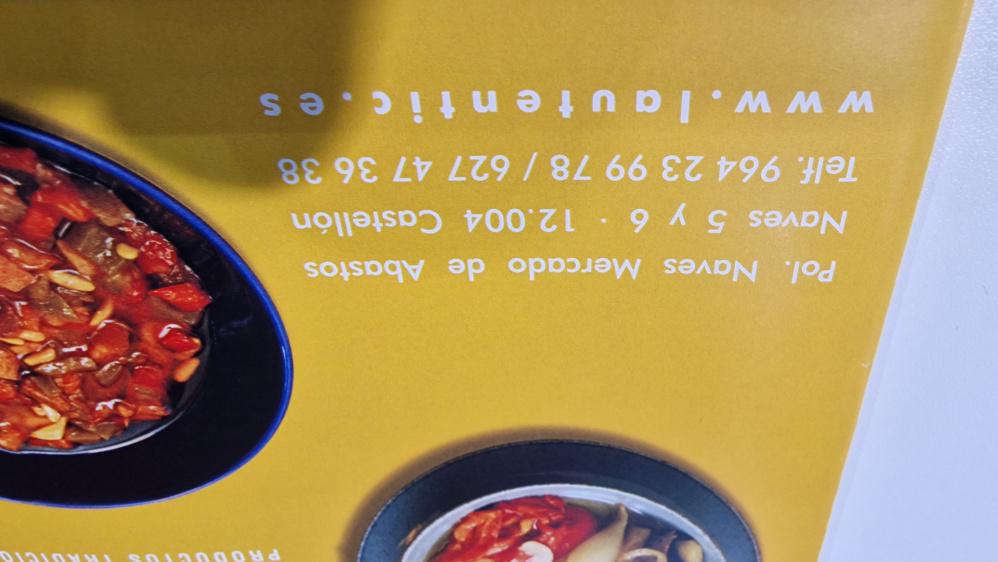 PRODUCTOS
Pol. Naves Mercado de Abastos
Naves 5 y 6 · 12.004 Castellón
Telf. 964 23 99 78 / 627 47 36 38
www.lautentic.es